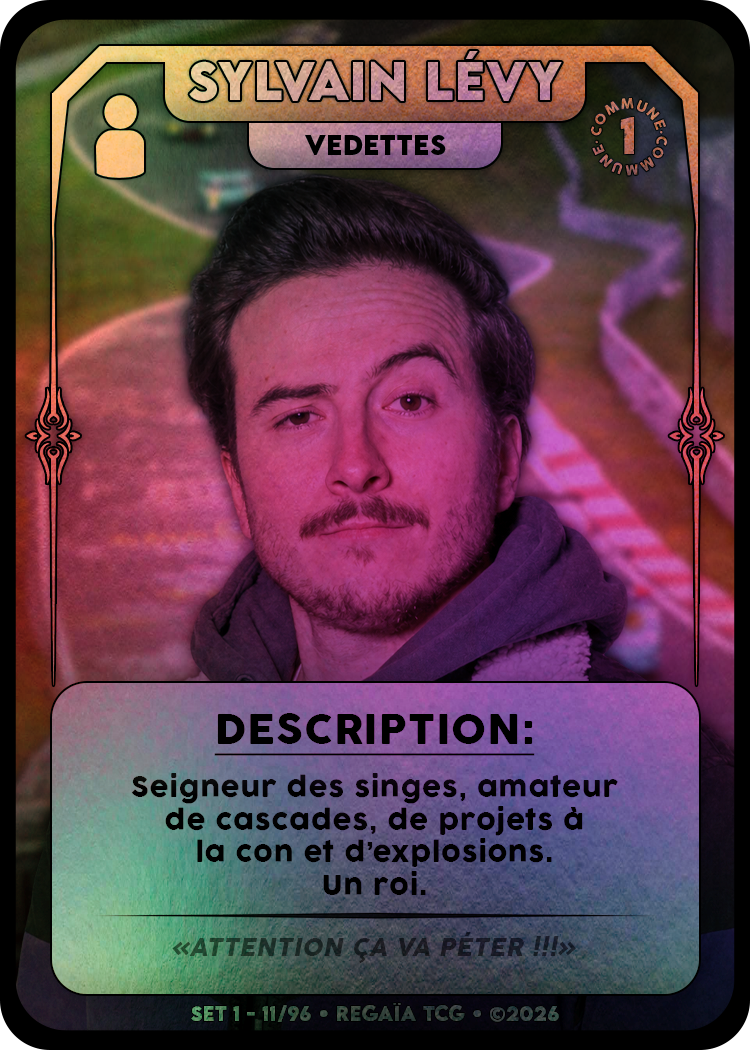 SYLVAIN LÉVY
VEDETTES
COMMUNE • COMMUNE •
1
DESCRIPTION:
Seigneur des singes, amateur
de cascades, de projets à
la con et d’explosions.
Un roi.
«ATTENTION ÇA VA PÉTER !!!»
SET 1 - 11/96 • REGAÏA TCG • ©2026